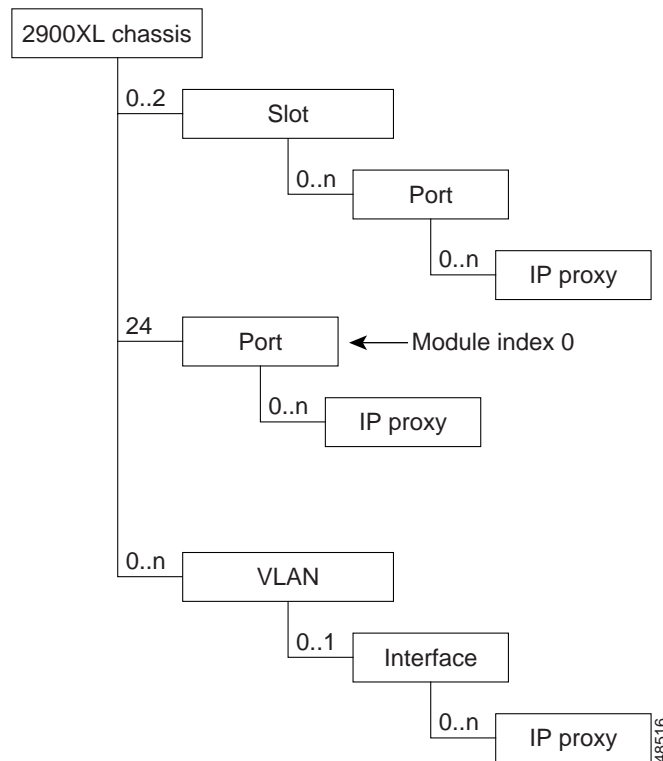 2900XL chassis
0..2
Slot
0..n
Port
0..n
IP proxy
24
Port
Module index 0
0..n
IP proxy
0..n
VLAN
0..1
Interface
0..n
IP proxy
48516